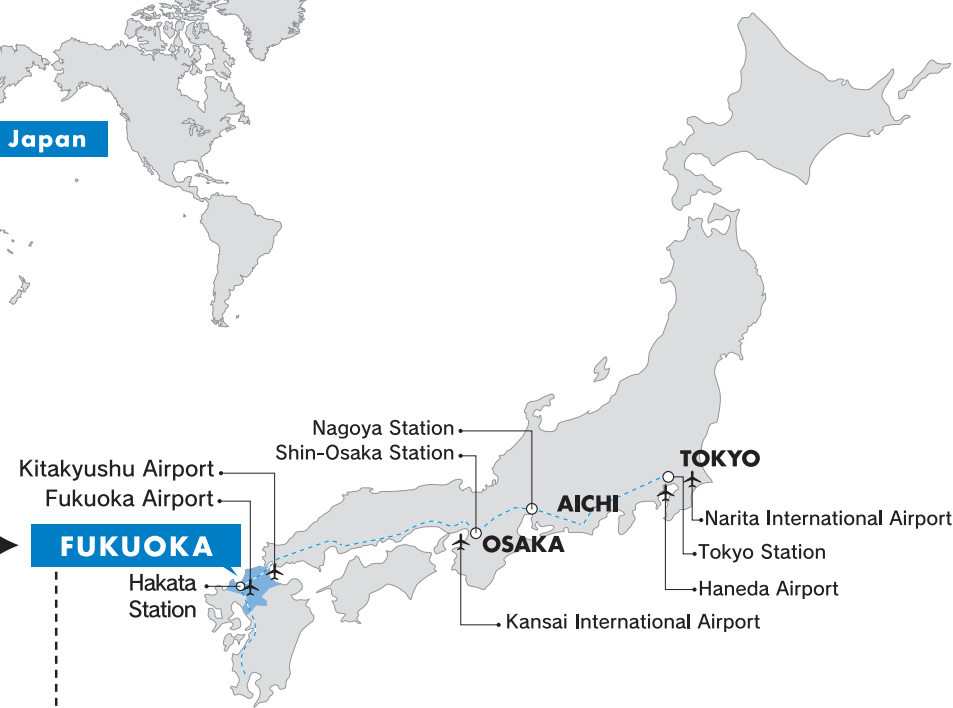 Japan
Nagoya Station
Shin-Osaka Station
Kitakyushu Airport
Fukuoka Airport
FUKUOKA
Hakata
Station
TOKYO
AICHI
OSAKA
Narita International Airport
Tokyo Station
Haneda Airport
Kansai International Airport